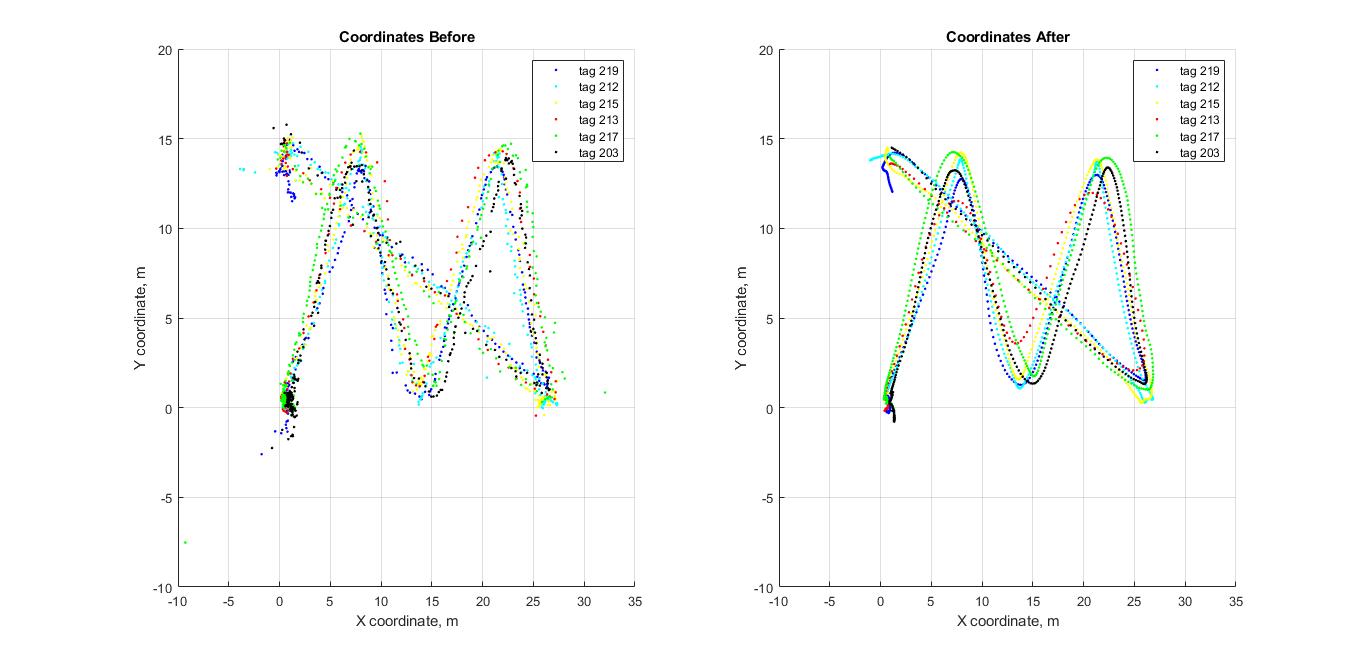 Coordinates Before
20
15
10
5
0
-5
-10
Y coordinate, m
-10 -5 0 5 10 15 20 25 30 35
X coordinate, m
tag 219
tag 212
tag 215
tag 213
tag 217
tag 203
Coordinates After
20
15
10
5
0
-5
-10
Y coordinate, m
-10 -5 0 5 10 15 20 25 30 35
X coordinate, m
tag 219
tag 212
tag 215
tag 213
tag 217
tag 203